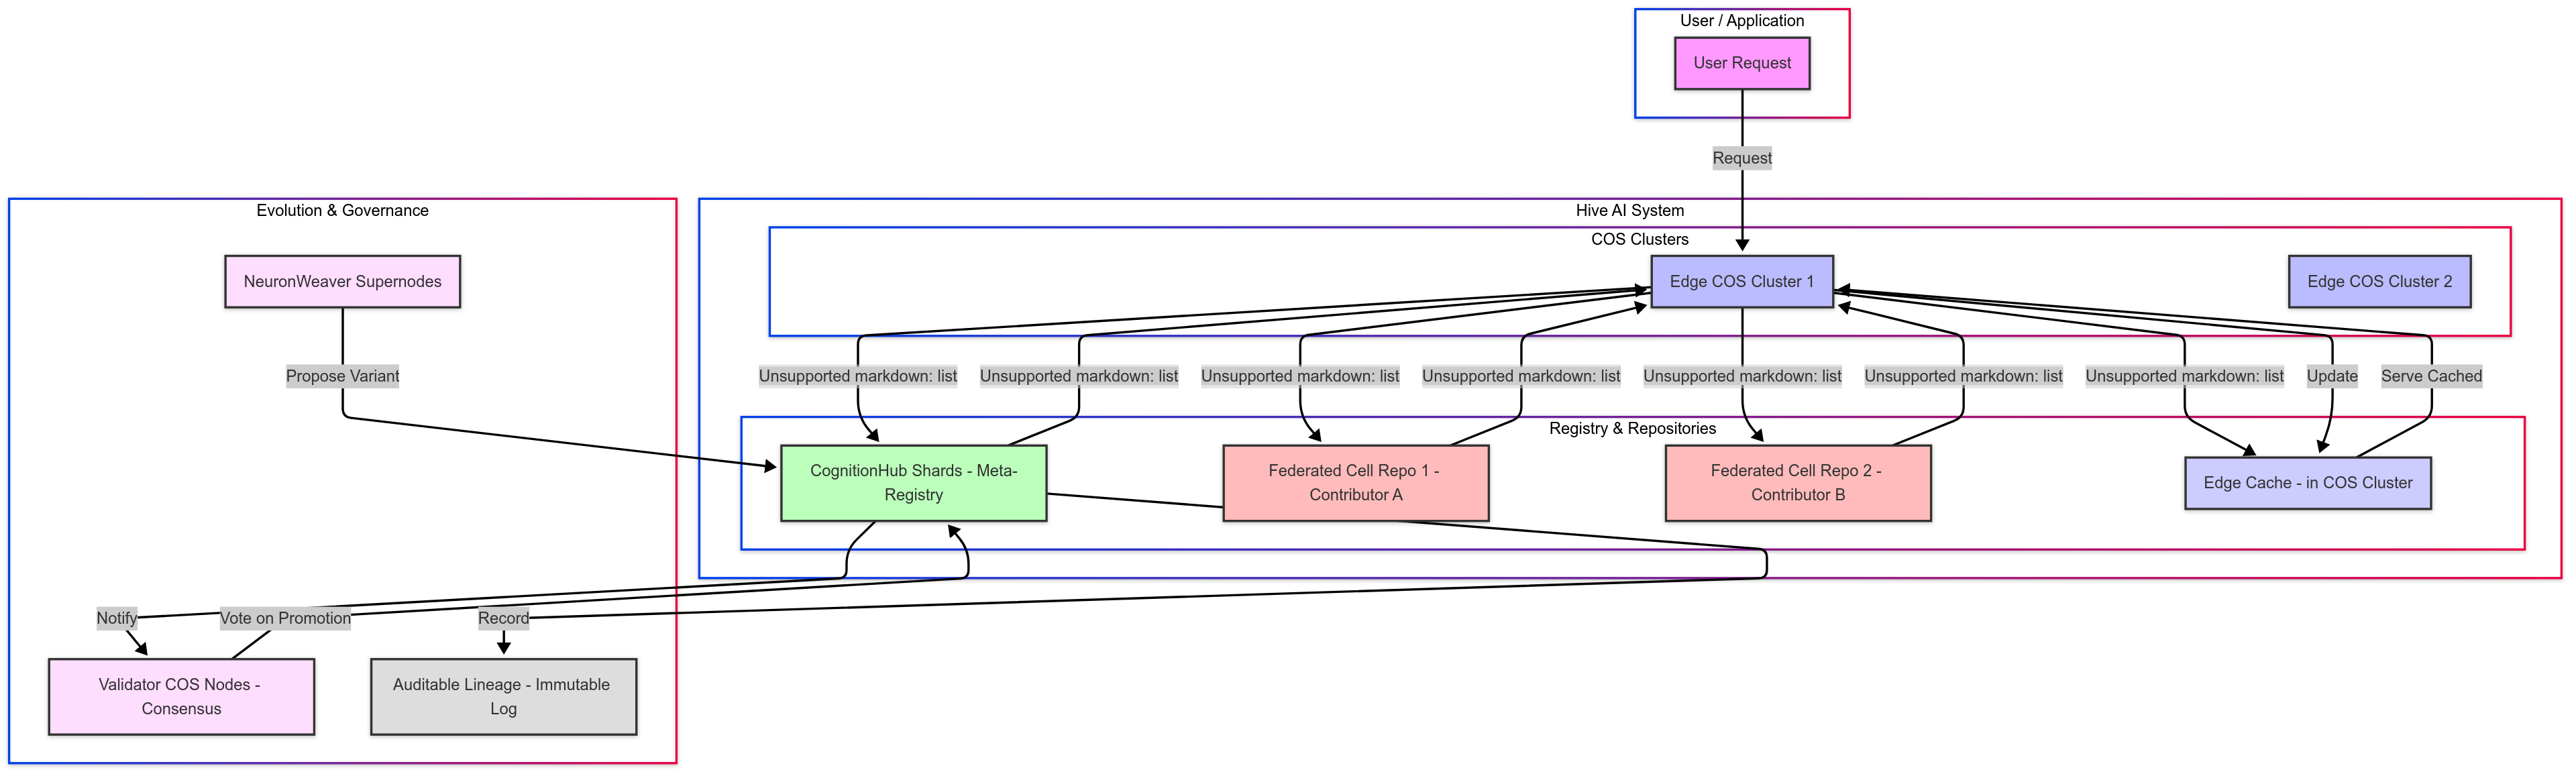 User / Application
User Request
Request
Evolution & Governance
Hive AI System
COS Clusters
NeuronWeaver Supernodes
Edge COS Cluster 1
Edge COS Cluster 2
Propose Variant
Unsupported markdown: list
Unsupported markdown: list
Unsupported markdown: list
Unsupported markdown: list
Unsupported markdown: list
Unsupported markdown: list
Unsupported markdown: list
Update
Serve Cached
Registry & Repositories
CognitionHub Shards - Meta-
Registry
Federated Cell Repo 1 -
Contributor A
Federated Cell Repo 2 -
Contributor B
Edge Cache - in COS Cluster
Notify
Vote on Promotion
Record
Validator COS Nodes -
Consensus
Auditable Lineage - Immutable
Log